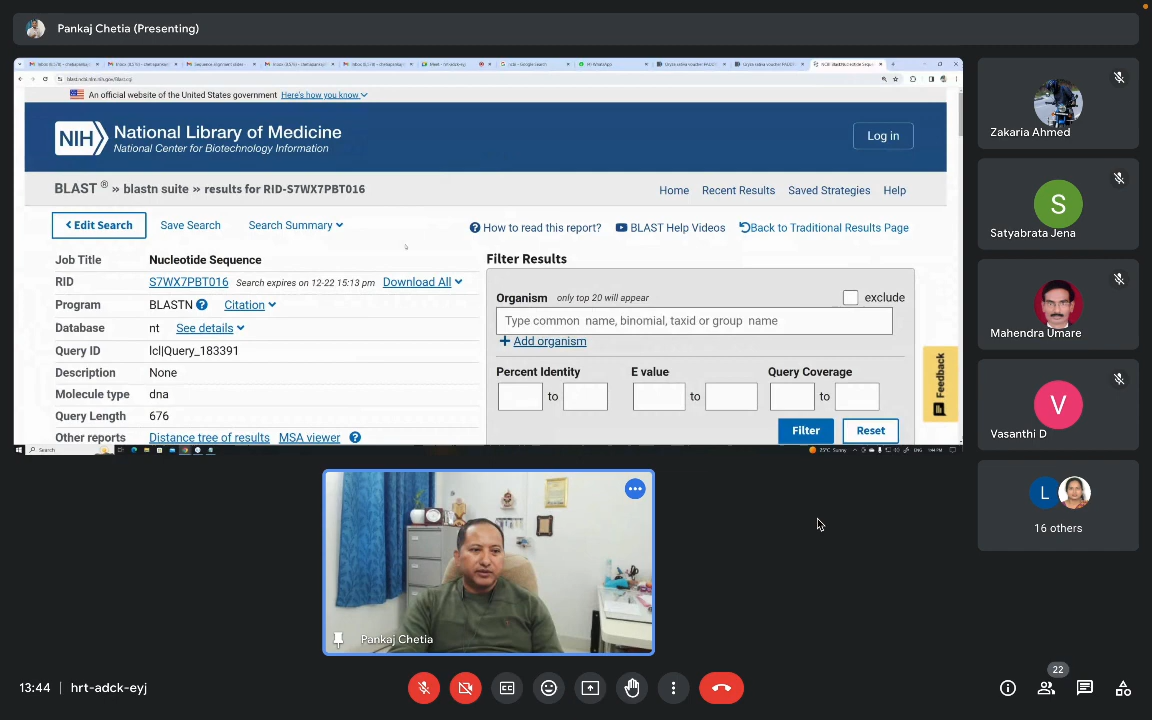 Pankaj Chetia (Presenting)
An official website of the United States government Here's how you know
NIH National Library of Medicine
National Center for Biotechnology Information
Log in
BLAST ® » blastn suite » results for RID-S7WX7PBT016
Home Recent Results Saved Strategies Help
Edit Search Save Search Search Summary
How to read this report? BLAST Help Videos Back to Traditional Results Page
Job Title Nucleotide Sequence
RID S7WX7PBT016 Search expires on 12-22 15:13 pm Download All
Program BLASTN ? Citation
Database nt See details
Query ID lcl|Query_183391
Description None
Molecule type dna
Query Length 676
Other reports Distance tree of results MSA viewer ?
Filter Results
Organism only top 20 will appear exclude
Type common name, binomial, taxid or group name
+ Add organism
Percent Identity E value Query Coverage
to to to
Filter Reset
Feedback
Search
Zakaria Ahmed
S
Satyabrata Jena
Mahendra Umare
V
Vasanthi D
L
16 others
Pankaj Chetia
13:44 | hrt-adck-eyj
22